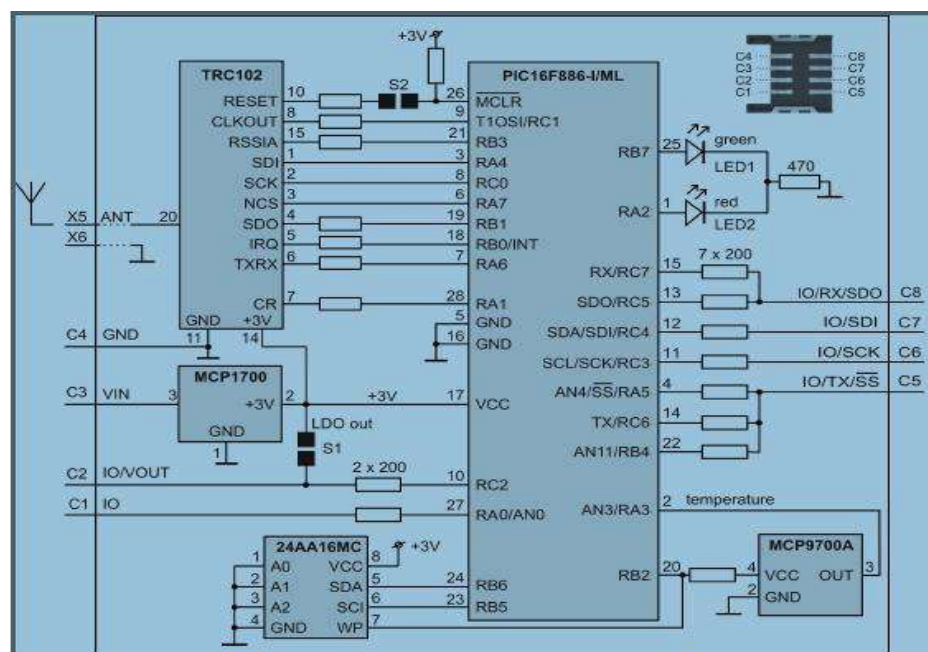 +3V
TRC102
PIC16F886-I/ML
C4 C8
C3 C7
C2 C6
C1 C5
RESET 10 S2 26 MCLR
CLKOUT 8 9 T1OSI/RC1
RSSIA 15 21 RB3
SDI 1 3 RA4
SCK 2 8 RC0
NCS 3 6 RA7
SDO 4 19 RB1
IRQ 5 18 RB0/INT
TXRX 6 7 RA6
CR 7 28 RA1
X5 ANT 20
X6
GND +3V
11 14
5 GND
16 GND
RB7 25 green
LED1
470
RA2 1 red
LED2
7 x 200
RX/RC7 15
SDO/RC5 13 IO/RX/SDO C8
SDA/SDI/RC4 12 IO/SDI C7
SCL/SCK/RC3 11 IO/SCK C6
AN4/SS/RA5 4 IO/TX/SS C5
TX/RC6 14
AN11/RB4 22
C4 GND
MCP1700
C3 VIN 3 +3V 2 +3V 17 VCC
GND
1
LDO out
S1
C2 IO/VOUT 2 x 200 10 RC2
C1 IO 27 RA0/AN0
AN3/RA3 2 temperature
24AA16MC
+3V
1 A0 VCC 8
2 A1 SDA 5 24 RB6
3 A2 SCI 6 23 RB5
4 GND WP 7
MCP9700A
RB2 20 4 VCC OUT 3
2 GND